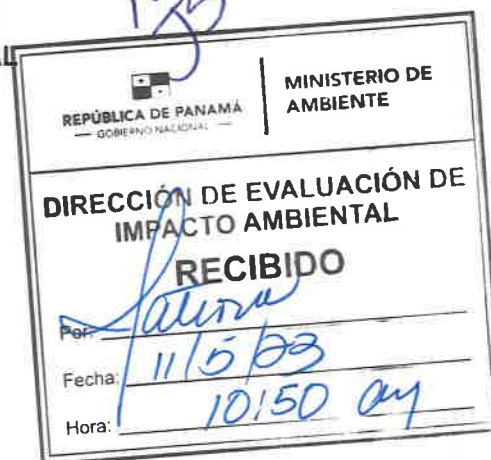 AL
REPÚBLICA DE PANAMÁ
— GOBIERNO NACIONAL —
MINISTERIO DE
AMBIENTE
DIRECCIÓN DE EVALUACIÓN DE
IMPACTO AMBIENTAL
RECIBIDO
Por:
Fecha: 11/5/23
Hora: 10:50 am